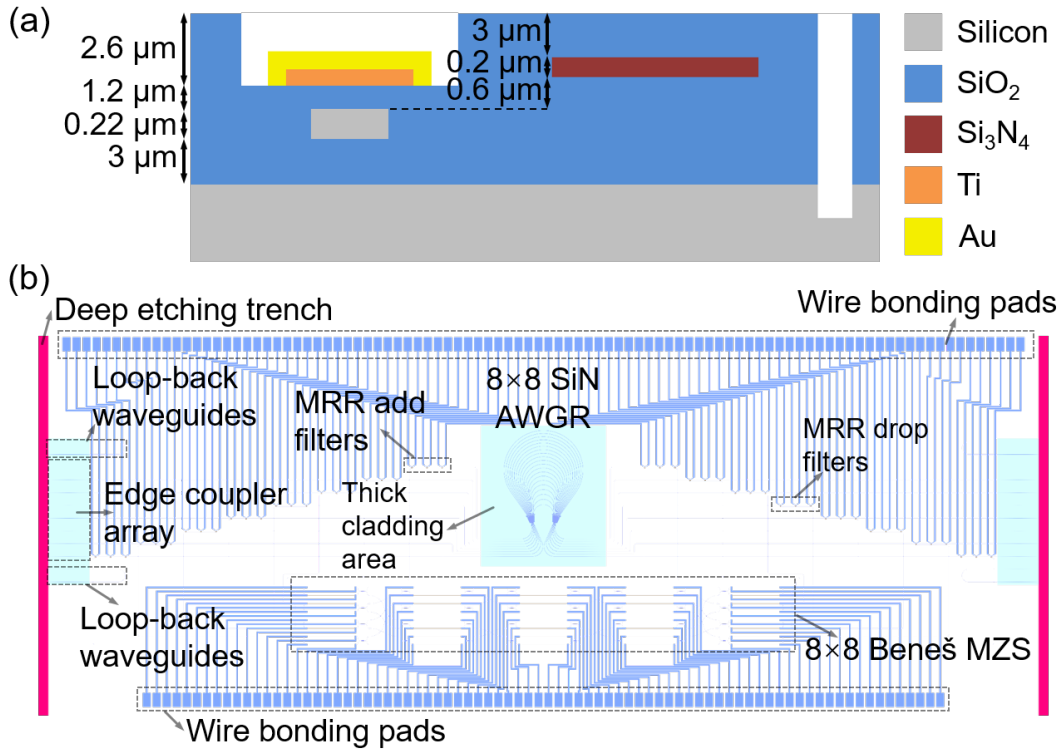 (a)
2.6 µm
1.2 µm
0.22 µm
3 µm
3 µm
0.2 µm
0.6 µm
Silicon
SiO₂
Si₃N₄
Ti
Au
(b)
Deep etching trench
Wire bonding pads
Loop-back
waveguides
MRR add
filters
8×8 SiN
AWGR
MRR drop
filters
Edge coupler
array
Thick
cladding
area
Loop-back
waveguides
8×8 Beneš MZS
Wire bonding pads